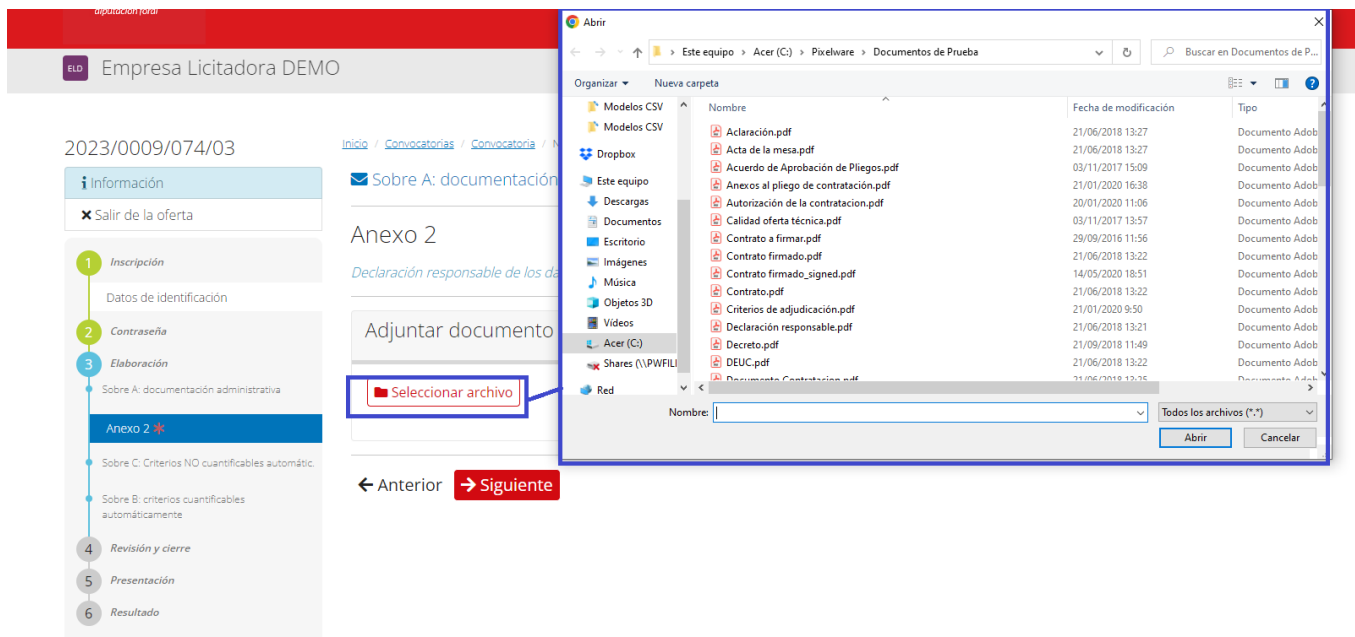 diputación foral
ELD Empresa Licitadora DEMO
2023/0009/074/03
Información
Salir de la oferta
1 Inscripción
Datos de identificación
2 Contraseña
3 Elaboración
Sobre A: documentación administrativa
Anexo 2 *
Sobre C: Criterios NO cuantificables automátic.
Sobre B: criterios cuantificables
automáticamente
4 Revisión y cierre
5 Presentación
6 Resultado
Inicio / Convocatorias / Convocatoria / N
Sobre A: documentación
Anexo 2
Declaración responsable de los da
Adjuntar documento
Seleccionar archivo
Anterior
Siguiente
Abrir
Este equipo > Acer (C:) > Pixelware > Documentos de Prueba
Buscar en Documentos de P...
Organizar
Nueva carpeta
Modelos CSV
Modelos CSV
Dropbox
Este equipo
Descargas
Documentos
Escritorio
Imágenes
Música
Objetos 3D
Vídeos
Acer (C:)
Shares (\\PWFILI
Red
Nombre Fecha de modificación Tipo
Aclaración.pdf 21/06/2018 13:27 Documento Adob
Acta de la mesa.pdf 21/06/2018 13:27 Documento Adob
Acuerdo de Aprobación de Pliegos.pdf 03/11/2017 15:09 Documento Adob
Anexos al pliego de contratación.pdf 21/01/2020 16:38 Documento Adob
Autorización de la contratacion.pdf 20/01/2020 11:06 Documento Adob
Calidad oferta técnica.pdf 03/11/2017 13:57 Documento Adob
Contrato a firmar.pdf 29/09/2016 11:56 Documento Adob
Contrato firmado.pdf 21/06/2018 13:22 Documento Adob
Contrato firmado_signed.pdf 14/05/2020 18:51 Documento Adob
Contrato.pdf 21/06/2018 13:22 Documento Adob
Criterios de adjudicación.pdf 21/01/2020 9:50 Documento Adob
Declaración responsable.pdf 21/06/2018 13:21 Documento Adob
Decreto.pdf 21/09/2018 11:49 Documento Adob
DEUC.pdf 21/06/2018 13:22 Documento Adob
Documento Contratacion.pdf 21/06/2018 13:25 Documento Adob
Nombre:
Todos los archivos (*.*)
Abrir
Cancelar